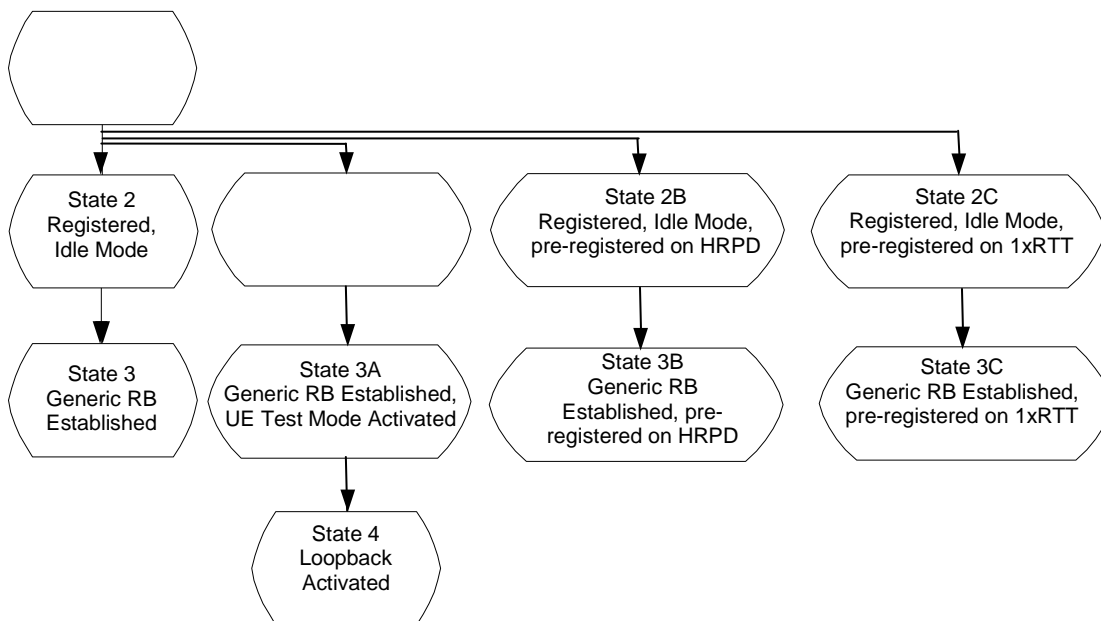 State 2
Registered,
Idle Mode
State 2B
Registered, Idle Mode,
pre-registered on HRPD
State 2C
Registered, Idle Mode,
pre-registered on 1xRTT
State 3
Generic RB
Established
State 3A
Generic RB Established,
UE Test Mode Activated
State 3B
Generic RB
Established, pre-
registered on HRPD
State 3C
Generic RB Established,
pre-registered on 1xRTT
State 4
Loopback
Activated